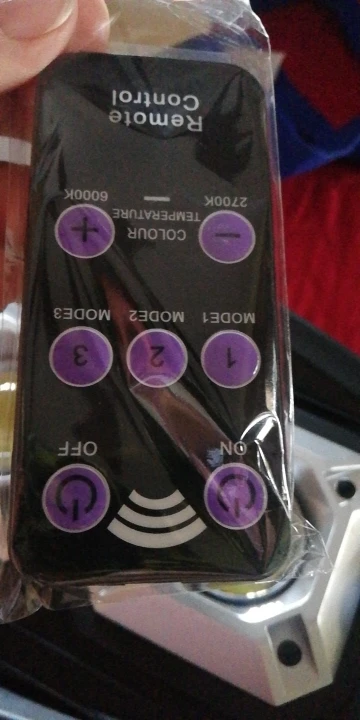 ON OFF
1 2 3
MODE1 MODE2 MODE3
- COLOUR +
TEMPERATURE
2700K — 6000K
Remote
Control